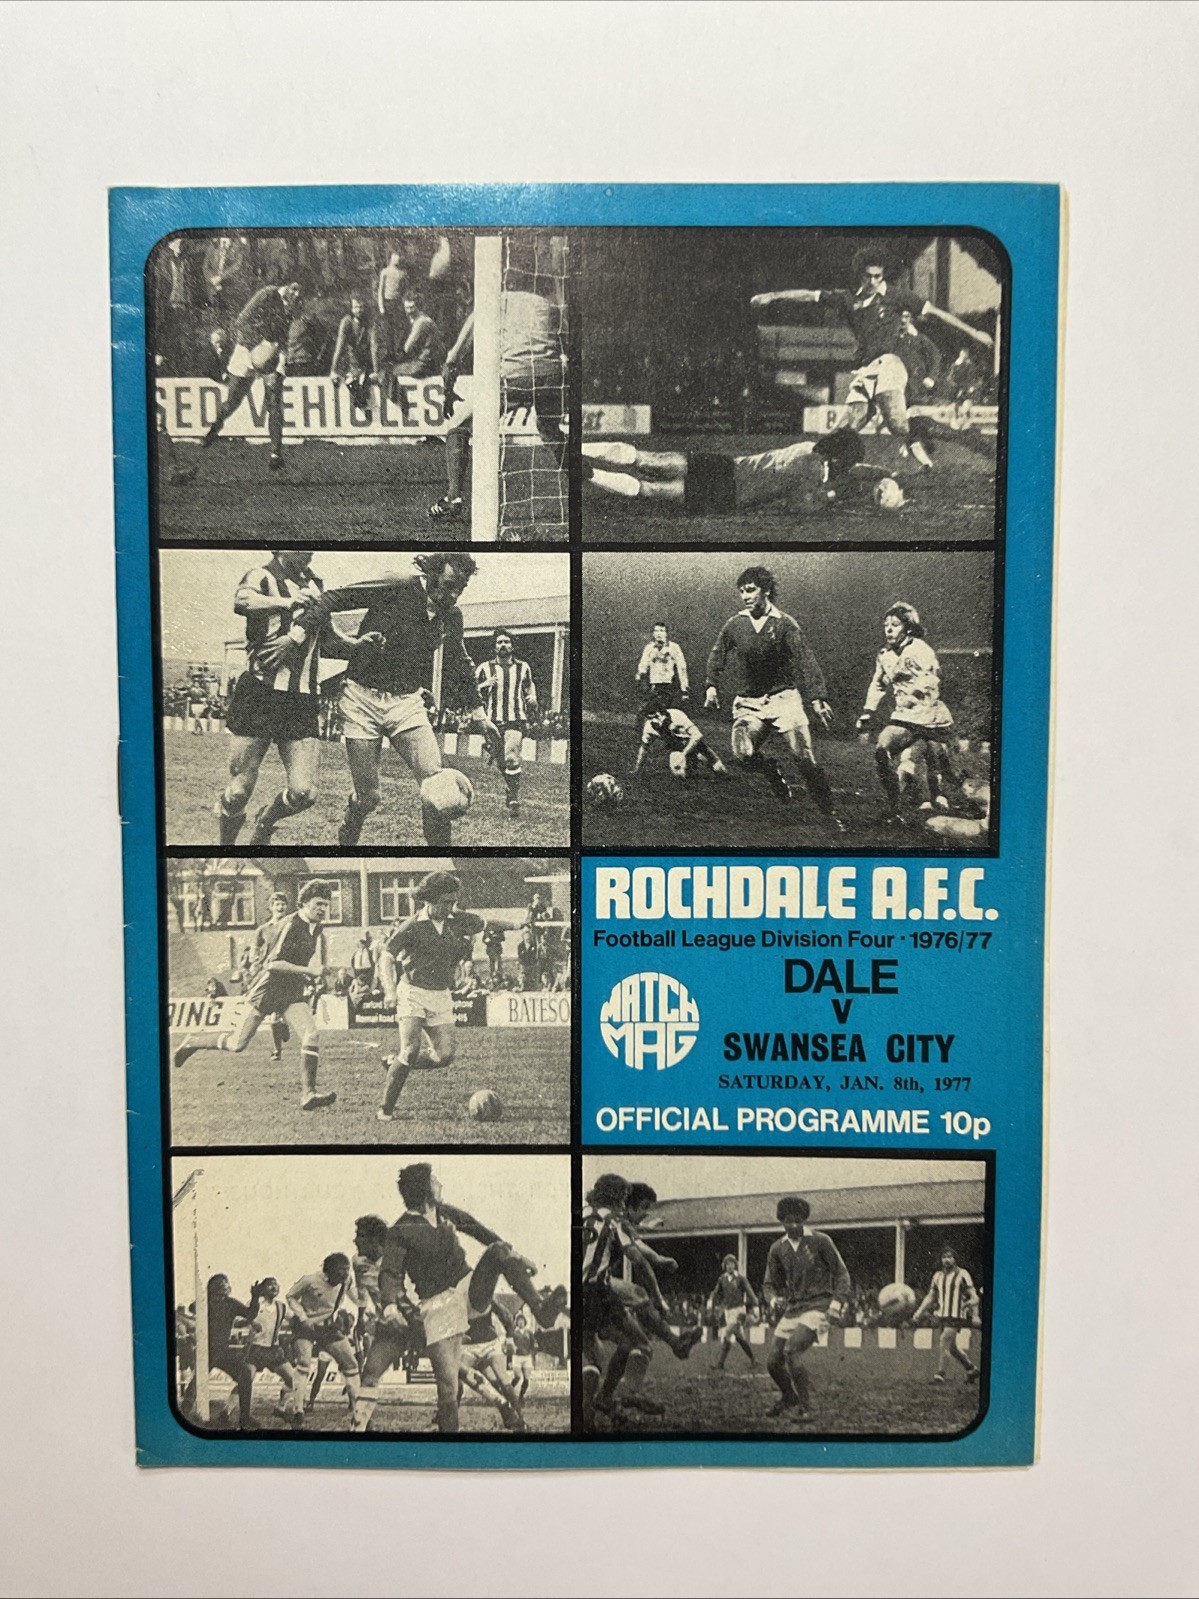 SED VEHICLES
RING
BATESO
ROCHDALE A.F.C.
Football League Division Four · 1976/77
MATCH
MAG
DALE
V
SWANSEA CITY
SATURDAY, JAN. 8th, 1977
OFFICIAL PROGRAMME 10p